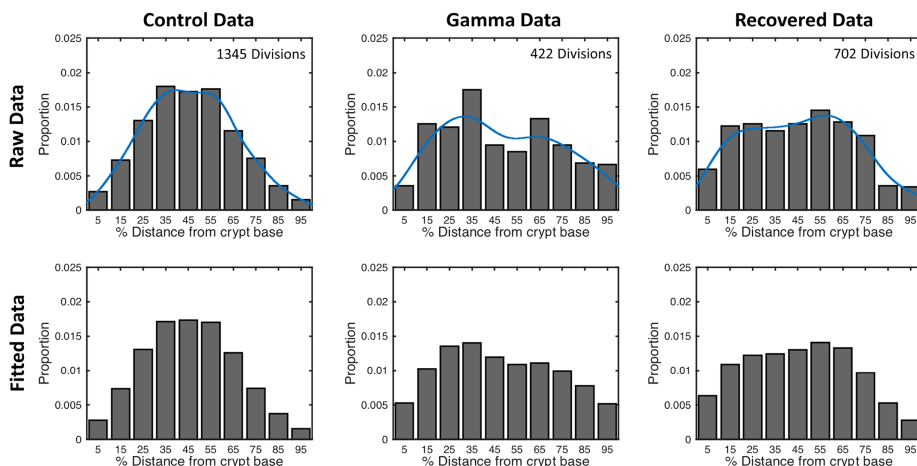 Control Data
Gamma Data
Recovered Data
Raw Data
Proportion
0.025
0.02
0.015
0.01
0.005
0
1345 Divisions
5 15 25 35 45 55 65 75 85 95
% Distance from crypt base
Proportion
0.025
0.02
0.015
0.01
0.005
0
422 Divisions
5 15 25 35 45 55 65 75 85 95
% Distance from crypt base
Proportion
0.025
0.02
0.015
0.01
0.005
0
702 Divisions
5 15 25 35 45 55 65 75 85 95
% Distance from crypt base
Fitted Data
Proportion
0.025
0.02
0.015
0.01
0.005
0
5 15 25 35 45 55 65 75 85 95
% Distance from crypt base
Proportion
0.025
0.02
0.015
0.01
0.005
0
5 15 25 35 45 55 65 75 85 95
% Distance from crypt base
Proportion
0.025
0.02
0.015
0.01
0.005
0
5 15 25 35 45 55 65 75 85 95
% Distance from crypt base